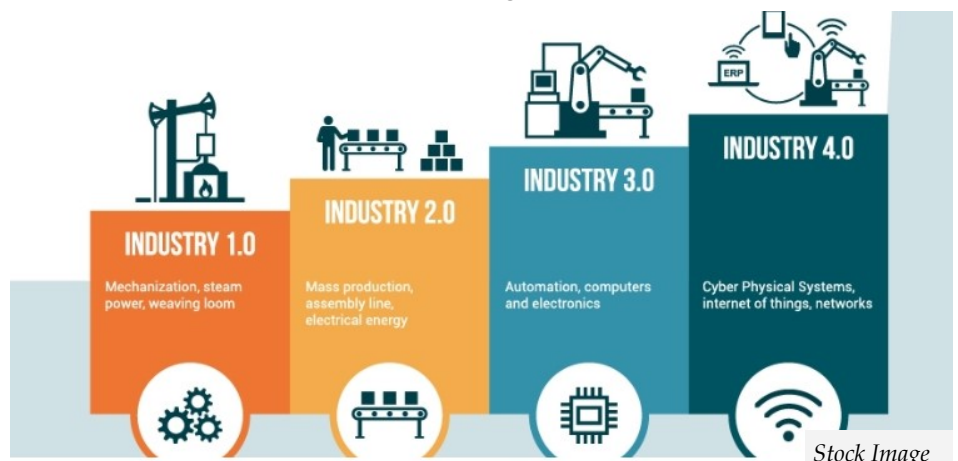 ERP
INDUSTRY 1.0
Mechanization, steam
power, weaving loom
INDUSTRY 2.0
Mass production,
assembly line,
electrical energy
INDUSTRY 3.0
Automation, computers
and electronics
INDUSTRY 4.0
Cyber Physical Systems,
internet of things, networks
Stock Image